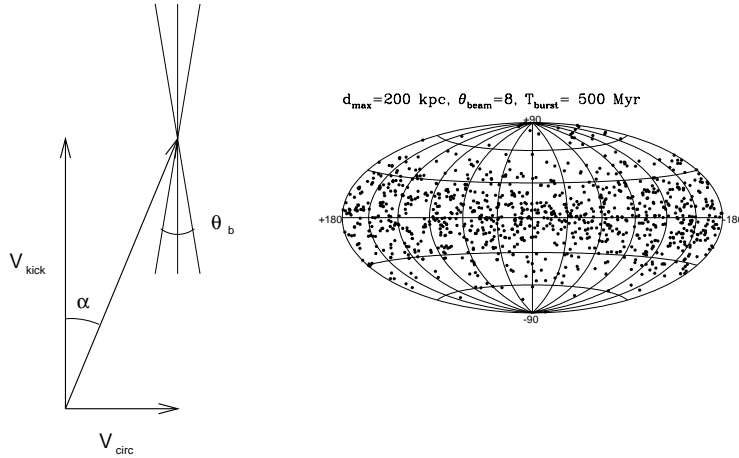 d_max=200 kpc, θ_beam=8, T_burst= 500 Myr
+90
+180
-180
-90
θ b
V kick
α
V circ